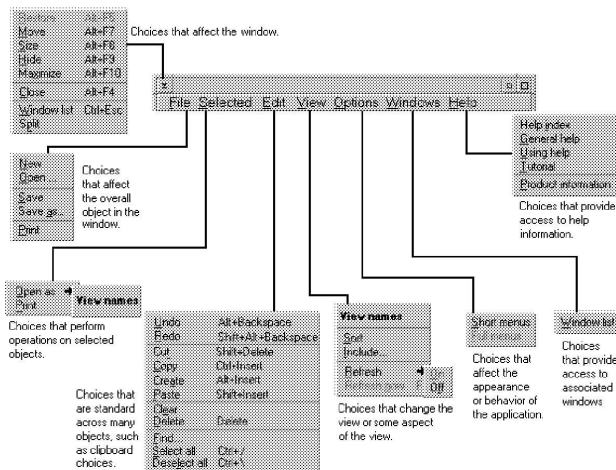 Restore Alt+F5
Move Alt+F7
Size Alt+F8
Hide Alt+F9
Maximize Alt+F10
Close Alt+F4
Window list Ctrl+Esc
Split
Choices that affect the window.
File Selected Edit View Options Windows Help
New
Open...
Save
Save as...
Print
Choices
that affect
the overall
object in the
window.
Help index
General help
Using help
Tutorial
Product information
Choices that provide
access to help
information.
Open as
Print
View names
Choices that perform
operations on selected
objects.
Undo Alt+Backspace
Redo Shift+Alt+Backspace
Cut Shift+Delete
Copy Ctrl+Insert
Create Alt+Insert
Paste Shift+Insert
Clear
Delete Delete
Find...
Select all Ctrl+/
Deselect all Ctrl+\
Choices that
are standard
across many
objects, such
as clipboard
choices.
View names
Sort
Include...
Refresh
Refresh now
On
Off
Choices that change the
view or some aspect
of the view.
Short menus
Full menus
Choices that
affect the
appearance
or behavior of
the application.
Window list
Choices
that provide
access to
associated
windows